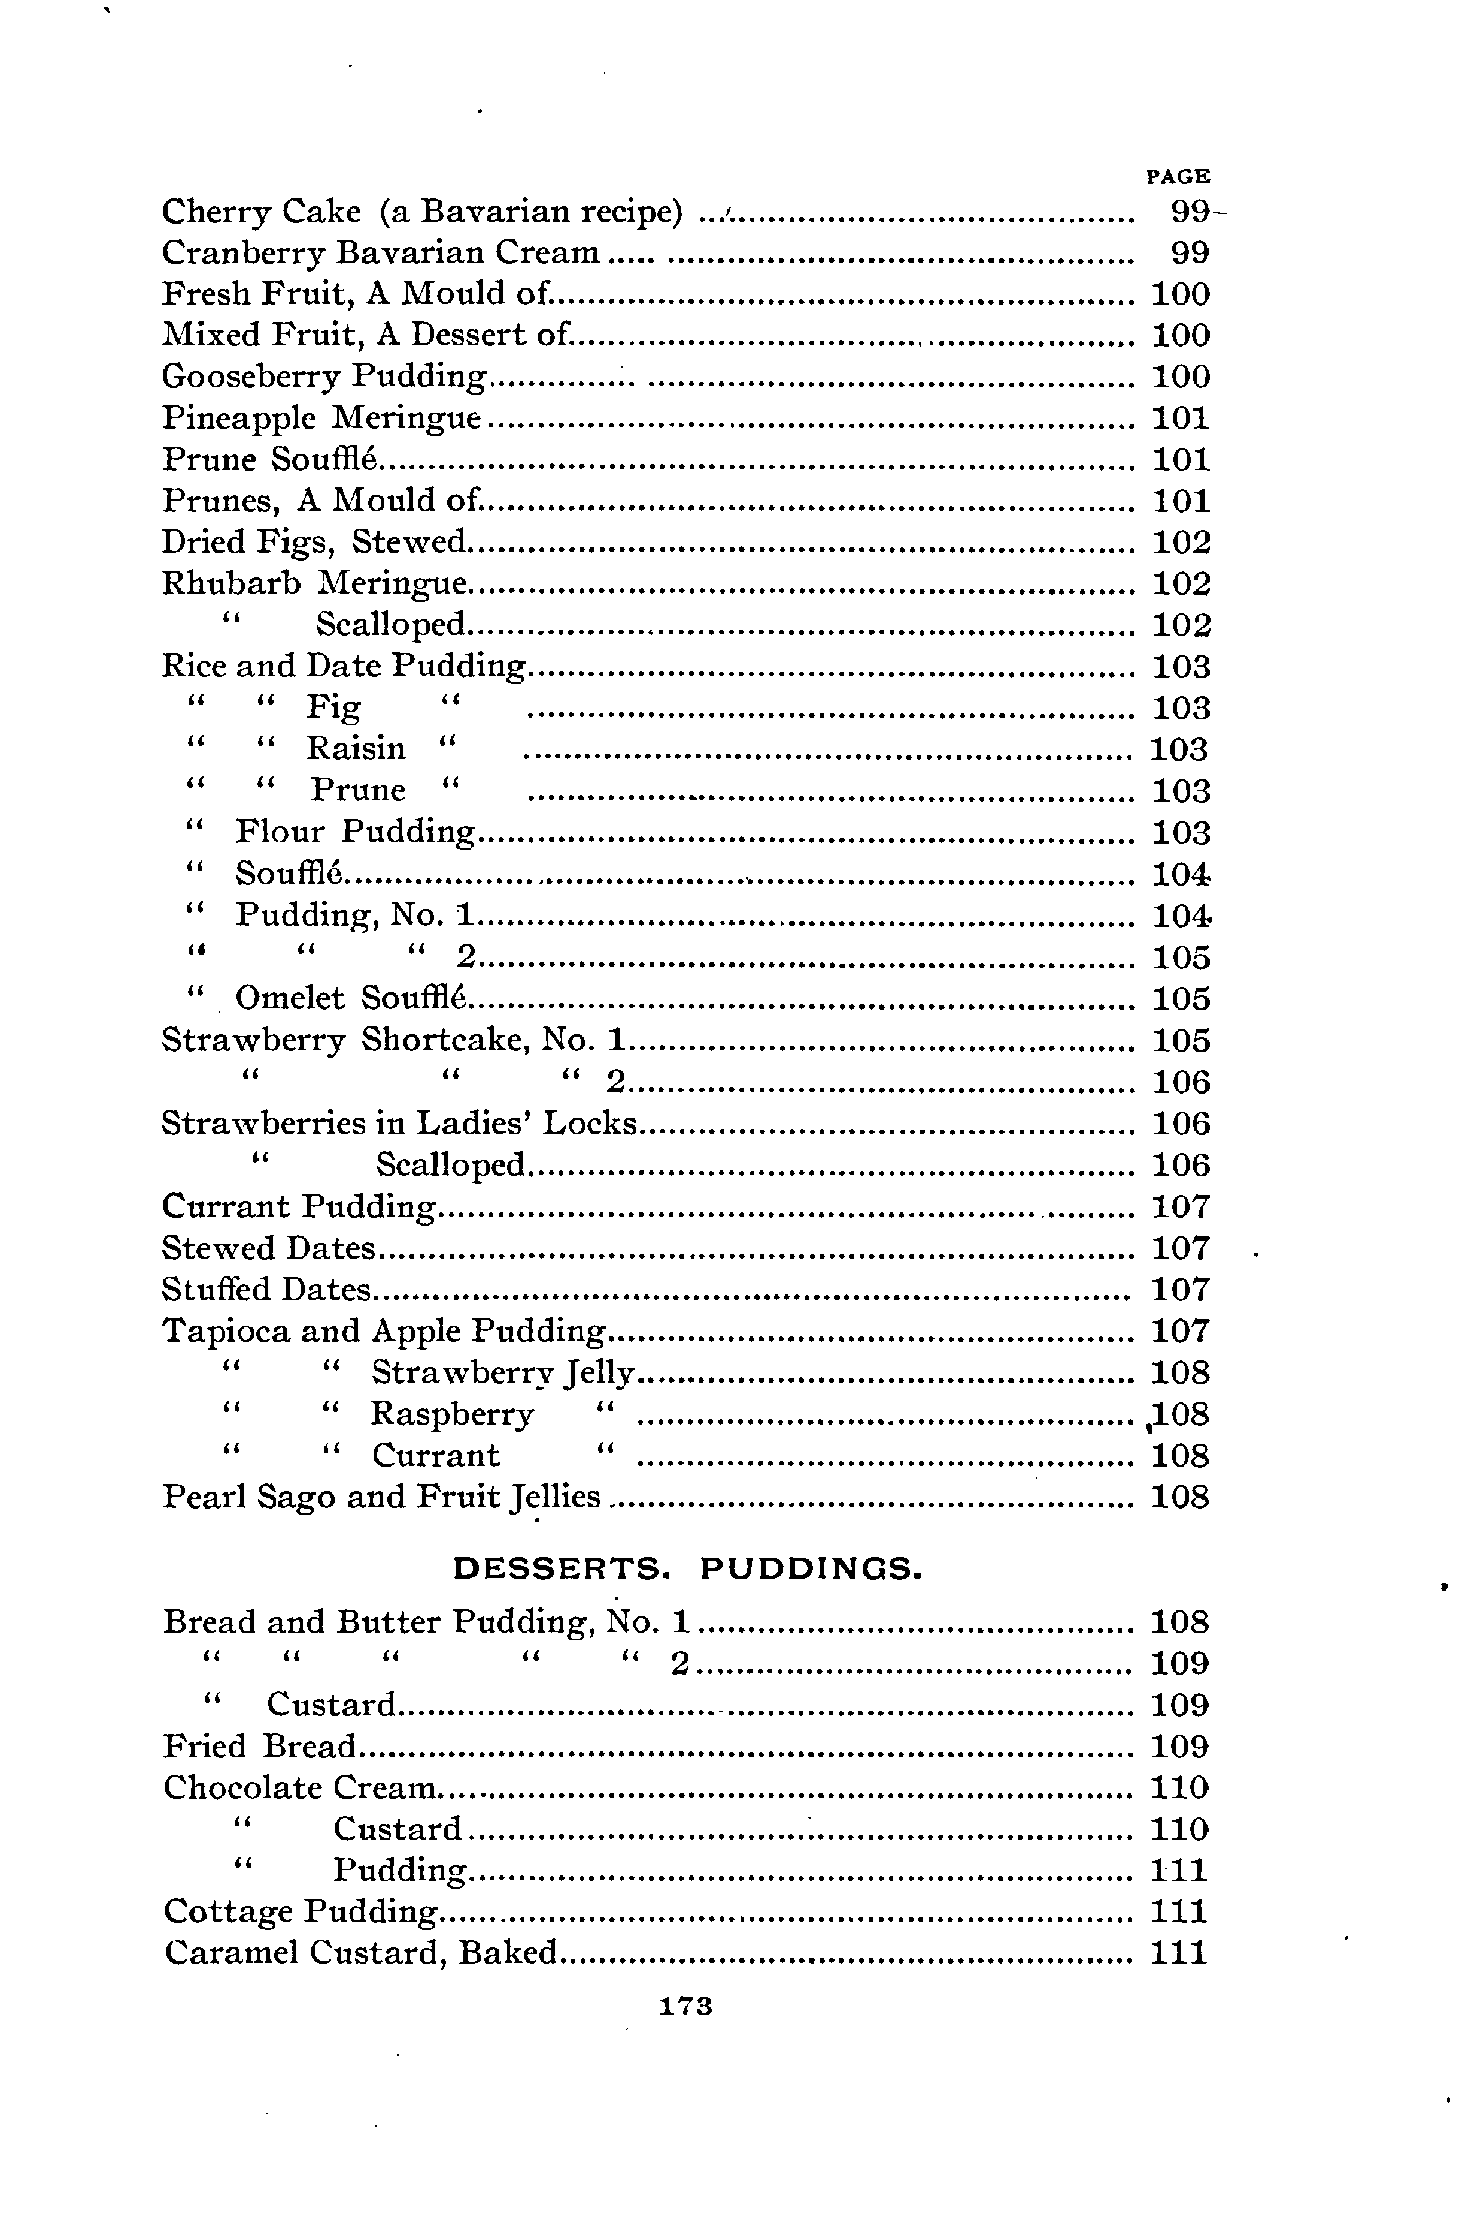 PAGE
Cherry Cake (a Bavarian recipe) ........................................ 99
Cranberry Bavarian Cream ........................................ 99
Fresh Fruit, A Mould of ........................................ 100
Mixed Fruit, A Dessert of ........................................ 100
Gooseberry Pudding ........................................ 100
Pineapple Meringue ........................................ 101
Prune Soufflé ........................................ 101
Prunes, A Mould of ........................................ 101
Dried Figs, Stewed ........................................ 102
Rhubarb Meringue ........................................ 102
" Scalloped ........................................ 102
Rice and Date Pudding ........................................ 103
" " Fig " ........................................ 103
" " Raisin " ........................................ 103
" " Prune " ........................................ 103
" Flour Pudding ........................................ 103
" Soufflé ........................................ 104
" Pudding, No. 1 ........................................ 104
" " " 2 ........................................ 105
" Omelet Soufflé ........................................ 105
Strawberry Shortcake, No. 1 ........................................ 105
" " " 2 ........................................ 106
Strawberries in Ladies' Locks ........................................ 106
" Scalloped ........................................ 106
Currant Pudding ........................................ 107
Stewed Dates ........................................ 107
Stuffed Dates ........................................ 107
Tapioca and Apple Pudding ........................................ 107
" " Strawberry Jelly ........................................ 108
" " Raspberry " ........................................ 108
" " Currant " ........................................ 108
Pearl Sago and Fruit Jellies ........................................ 108
DESSERTS. PUDDINGS.
Bread and Butter Pudding, No. 1 ........................................ 108
" " " " " 2 ........................................ 109
" Custard ........................................ 109
Fried Bread ........................................ 109
Chocolate Cream ........................................ 110
" Custard ........................................ 110
" Pudding ........................................ 111
Cottage Pudding ........................................ 111
Caramel Custard, Baked ........................................ 111
173